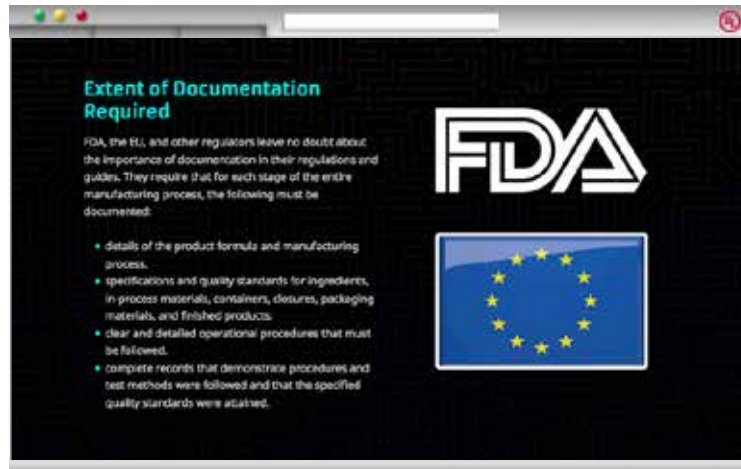 Extent of Documentation
Required
FDA
FDA, the EU, and other regulators leave no doubt about
the importance of documentation in their regulations and
guides. They require that for each stage of the entire
manufacturing process, the following must be
documented:
details of the product formula and manufacturing
process.
specifications and quality standards for ingredients,
in-process materials, containers, closures, packaging
materials, and finished products.
clear and detailed operational procedures that must
be followed.
complete records that demonstrate procedures and
test methods were followed and that the specified
quality standards were attained.